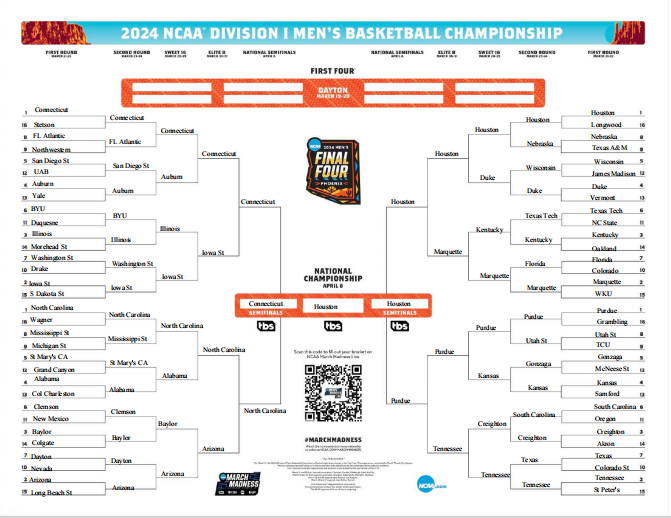 2024 NCAA® DIVISION I MEN'S BASKETBALL CHAMPIONSHIP
FIRST ROUND
SECOND ROUND
SWEET 16
ELITE 8
NATIONAL SEMIFINALS
NATIONAL SEMIFINALS
ELITE 8
SWEET 16
SECOND ROUND
FIRST ROUND
FIRST FOUR
DAYTON
MARCH 19-20
1 Connecticut
16 Stetson
8 FL Atlantic
9 Northwestern
5 San Diego St
12 UAB
4 Auburn
13 Yale
6 BYU
11 Duquesne
3 Illinois
14 Morehead St
7 Washington St
10 Drake
2 Iowa St
15 S Dakota St
1 North Carolina
16 Wagner
8 Mississippi St
9 Michigan St
5 St Mary's CA
12 Grand Canyon
4 Alabama
13 Col Charleston
6 Clemson
11 New Mexico
3 Baylor
14 Colgate
7 Dayton
10 Nevada
2 Arizona
15 Long Beach St
Connecticut
FL Atlantic
San Diego St
Auburn
BYU
Illinois
Washington St
Iowa St
North Carolina
Mississippi St
St Mary's CA
Alabama
Clemson
Baylor
Dayton
Arizona
Connecticut
Auburn
Illinois
Iowa St
North Carolina
Alabama
Baylor
Arizona
Connecticut
Iowa St
North Carolina
Arizona
Connecticut
North Carolina
NCAA
2024 MEN'S
FINAL
FOUR
PHOENIX
NATIONAL
CHAMPIONSHIP
APRIL 8
Connecticut
Houston
Houston
SEMIFINALS
SEMIFINALS
tbs
tbs
tbs
Scan this code to fill out your bracket on
NCAA March Madness Live
#MARCHMADNESS
MARCH
MADNESS
NCAA
Houston
Purdue
Houston
Marquette
Purdue
Tennessee
Houston
Duke
Kentucky
Marquette
Purdue
Kansas
Creighton
Tennessee
Houston
Nebraska
Wisconsin
Duke
Texas Tech
Kentucky
Florida
Marquette
Purdue
Utah St
Gonzaga
Kansas
South Carolina
Creighton
Texas
Tennessee
Houston 1
Longwood 16
Nebraska 8
Texas A&M 9
Wisconsin 5
James Madison 12
Duke 4
Vermont 13
Texas Tech 6
NC State 11
Kentucky 3
Oakland 14
Florida 7
Colorado 10
Marquette 2
WKU 15
Purdue 1
Grambling 16
Utah St 8
TCU 9
Gonzaga 5
McNeese St 12
Kansas 4
Samford 13
South Carolina 6
Oregon 11
Creighton 3
Akron 14
Texas 7
Colorado St 10
Tennessee 2
St Peter's 15